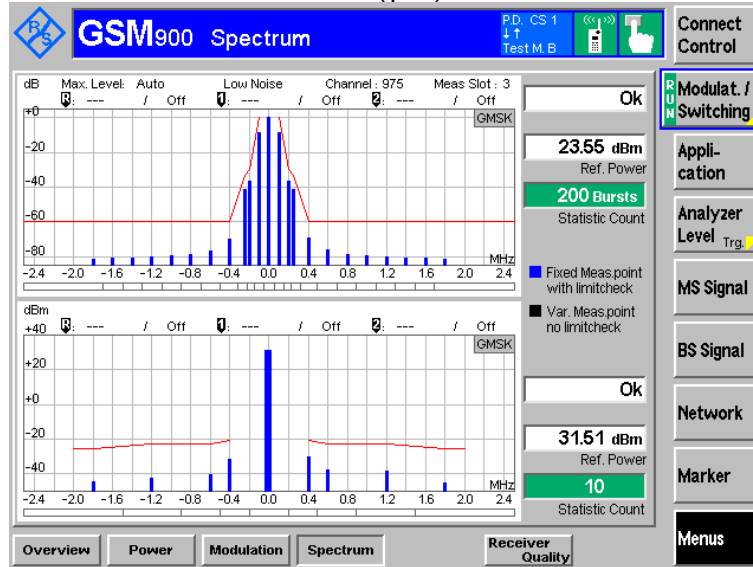 R&S GSM900 Spectrum
P.D. CS 1
↓↑
Test M. B
Connect
Control
dB Max. Level: Auto Low Noise Channel : 975 Meas Slot : 3
R: --- / Off 1: --- / Off 2: --- / Off
+0
GMSK
-20
-40
-60
-80
MHz
-2.4 -2.0 -1.6 -1.2 -0.8 -0.4 0.0 0.4 0.8 1.2 1.6 2.0 2.4
Ok
23.55 dBm
Ref. Power
200 Bursts
Statistic Count
Fixed Meas.point
with limitcheck
Var. Meas.point
no limitcheck
dBm
+40 R: --- / Off 1: --- / Off 2: --- / Off
GMSK
+20
+0
-20
-40
MHz
-2.4 -2.0 -1.6 -1.2 -0.8 -0.4 0.0 0.4 0.8 1.2 1.6 2.0 2.4
Ok
31.51 dBm
Ref. Power
10
Statistic Count
RUN
Modulat. /
Switching
Appli-
cation
Analyzer
Level Trg.
MS Signal
BS Signal
Network
Marker
Menus
Overview Power Modulation Spectrum Receiver
Quality